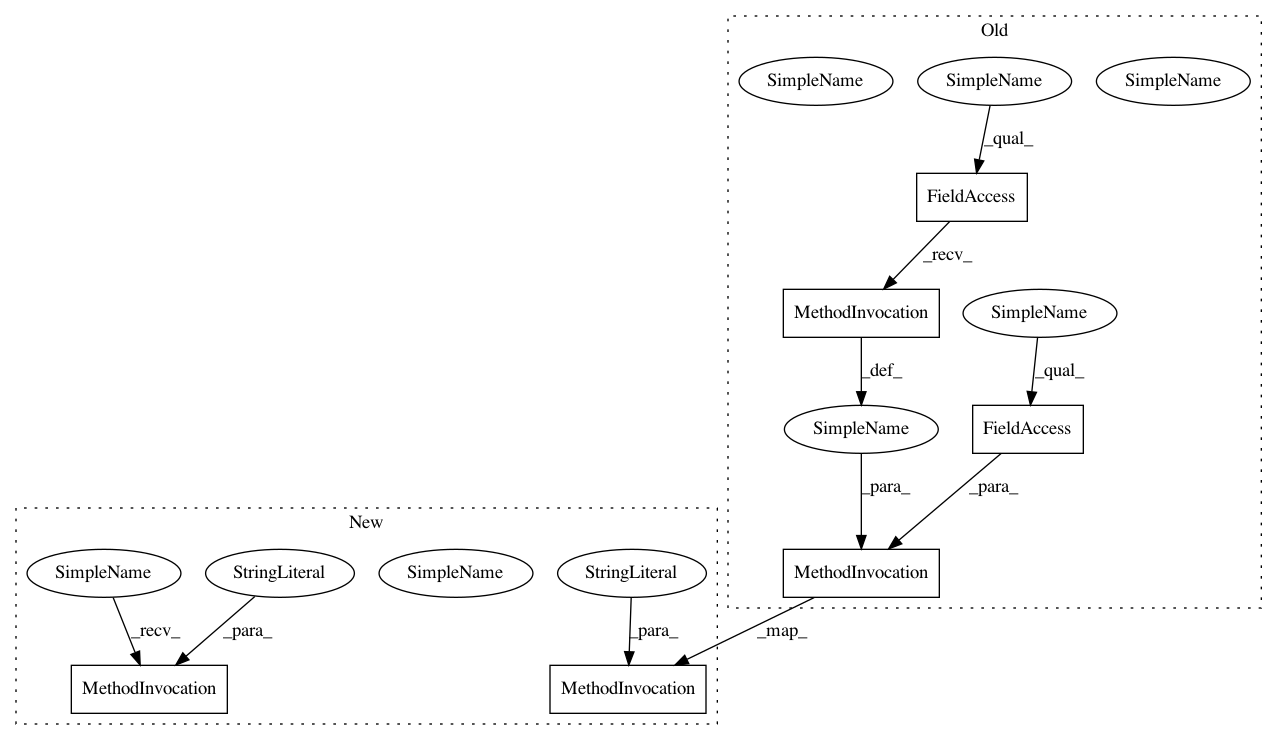 Old
SimpleName
SimpleName
SimpleName
_qual_
FieldAccess
_recv_
MethodInvocation
SimpleName
_def_
_qual_
SimpleName
FieldAccess
_para_
_para_
New
SimpleName
StringLiteral
SimpleName
StringLiteral
MethodInvocation
_recv_
_para_
_para_
_map_
MethodInvocation
MethodInvocation